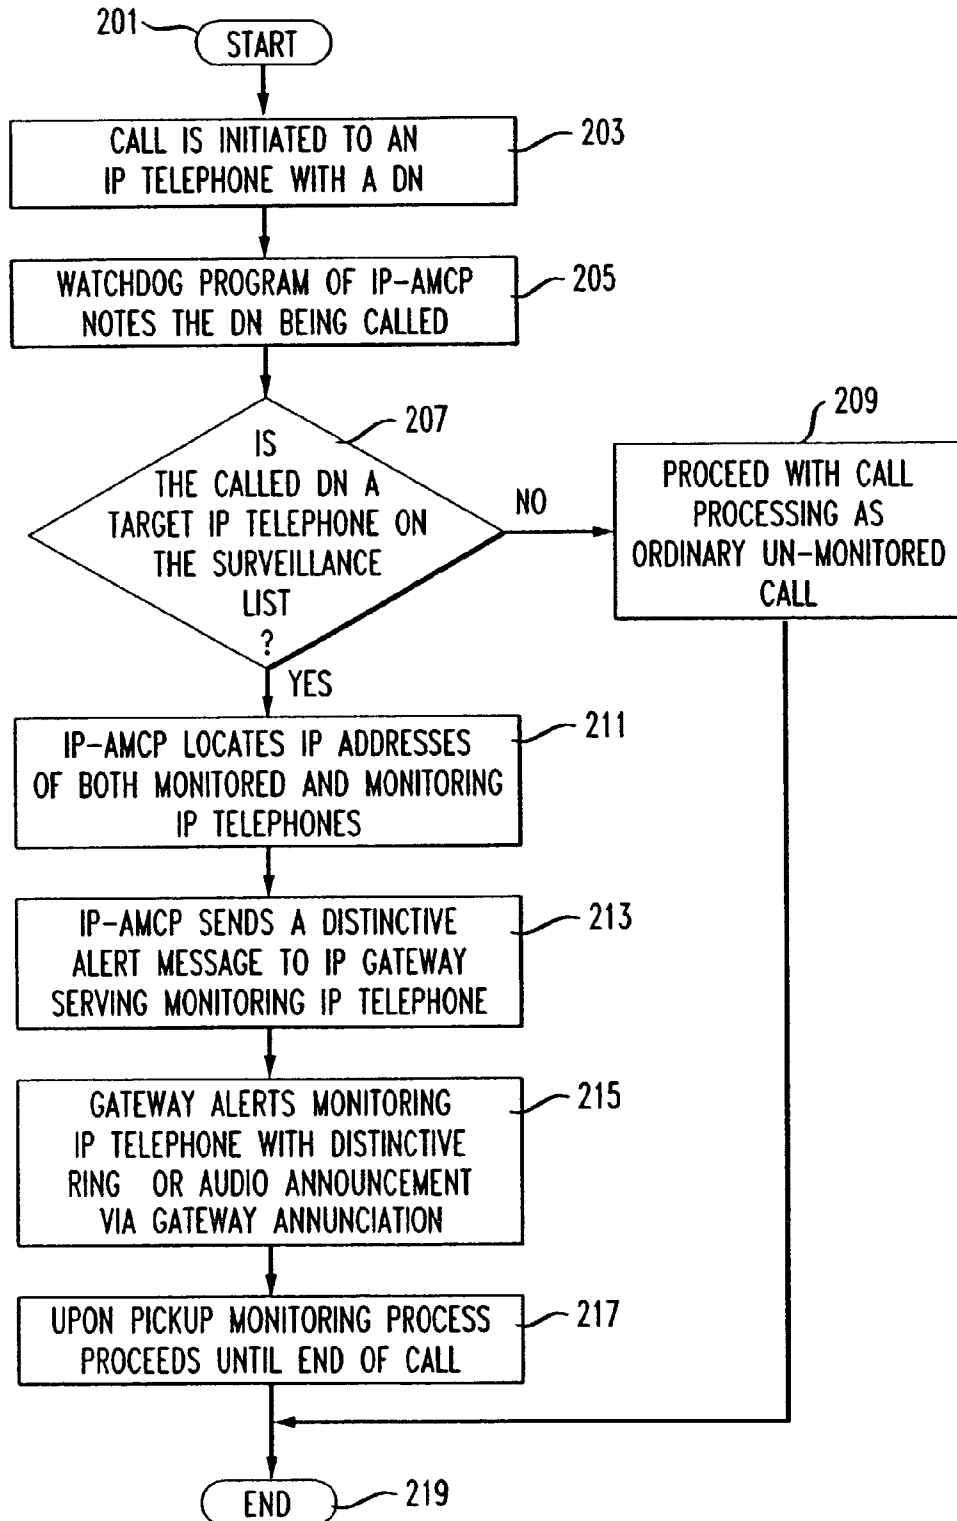 201
START
CALL IS INITIATED TO AN
IP TELEPHONE WITH A DN
203
WATCHDOG PROGRAM OF IP-AMCP
NOTES THE DN BEING CALLED
205
IS
THE CALLED DN A
TARGET IP TELEPHONE ON
THE SURVEILLANCE
LIST
?
207
NO
YES
209
PROCEED WITH CALL
PROCESSING AS
ORDINARY UN-MONITORED
CALL
IP-AMCP LOCATES IP ADDRESSES
OF BOTH MONITORED AND MONITORING
IP TELEPHONES
211
IP-AMCP SENDS A DISTINCTIVE
ALERT MESSAGE TO IP GATEWAY
SERVING MONITORING IP TELEPHONE
213
GATEWAY ALERTS MONITORING
IP TELEPHONE WITH DISTINCTIVE
RING OR AUDIO ANNOUNCEMENT
VIA GATEWAY ANNUNCIATION
215
UPON PICKUP MONITORING PROCESS
PROCEEDS UNTIL END OF CALL
217
END
219